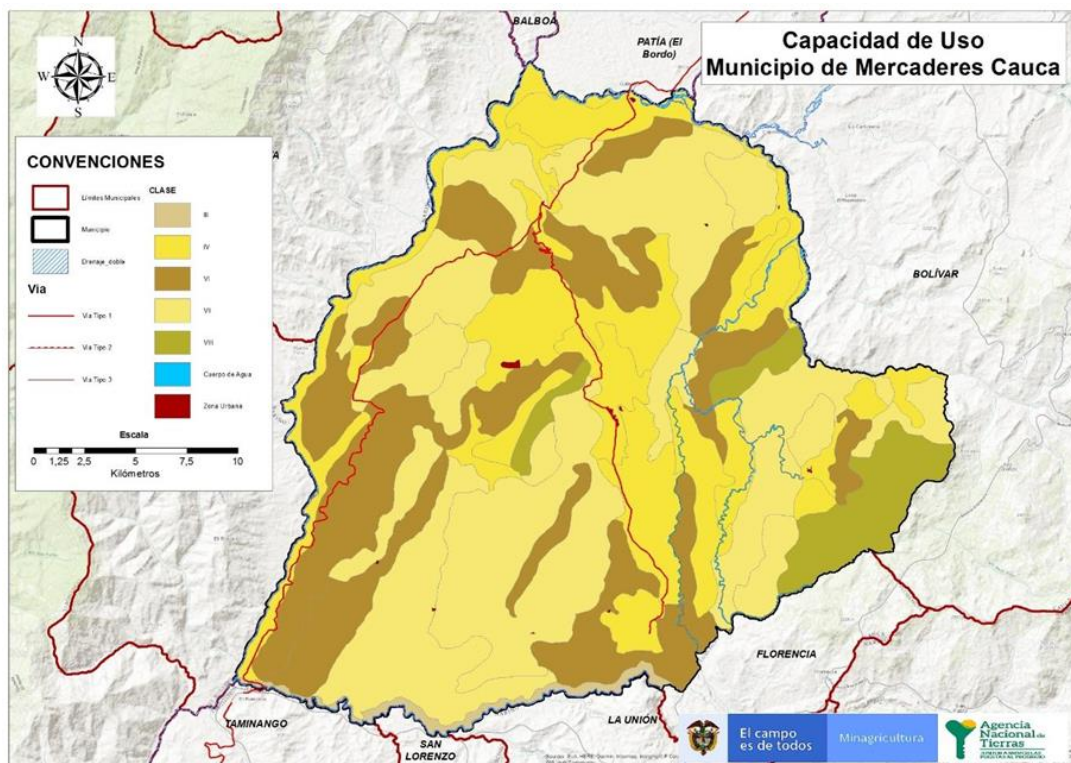 Capacidad de Uso
Municipio de Mercaderes Cauca
BALBOA
PATÍA (El
Bordo)
N
W E
S
CONVENCIONES
Límites Municipales
Municipio
Drenaje_doble
Via
Via Tipo 1
Via Tipo 2
Via Tipo 3
CLASE
III
IV
VI
VII
VIII
Cuerpo de Agua
Zona Urbana
Escala
0 1,25 2,5 5 7,5 10
Kilómetros
BOLÍVAR
FLORENCIA
LA UNIÓN
TAMINANGO
SAN
LORENZO
El campo
es de todos
Minagricultura
Agencia
Nacional de
Tierras